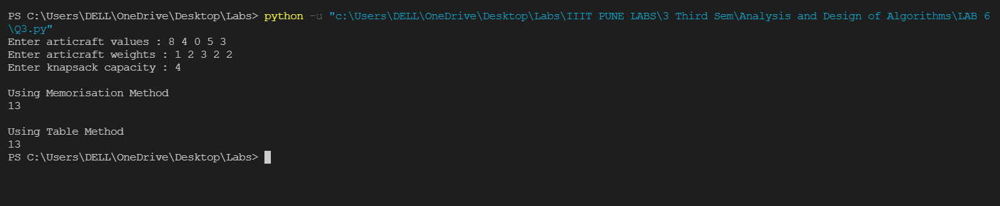 PS C:\Users\DELL\OneDrive\Desktop\Labs> python -u "c:\Users\DELL\OneDrive\Desktop\Labs\IIIT PUNE LABS\3 Third Sem\Analysis and Design of Algorithms\LAB 6
\Q3.py"
Enter articraft values : 8 4 0 5 3
Enter articraft weights : 1 2 3 2 2
Enter knapsack capacity : 4
Using Memorisation Method
13
Using Table Method
13
PS C:\Users\DELL\OneDrive\Desktop\Labs>